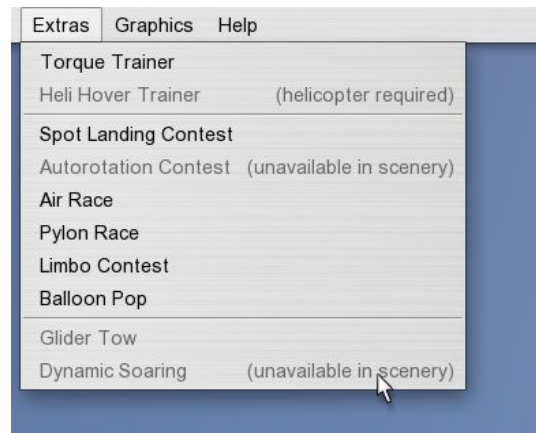 Extras Graphics Help
Torque Trainer
Heli Hover Trainer (helicopter required)
Spot Landing Contest
Autorotation Contest (unavailable in scenery)
Air Race
Pylon Race
Limbo Contest
Balloon Pop
Glider Tow
Dynamic Soaring (unavailable in scenery)